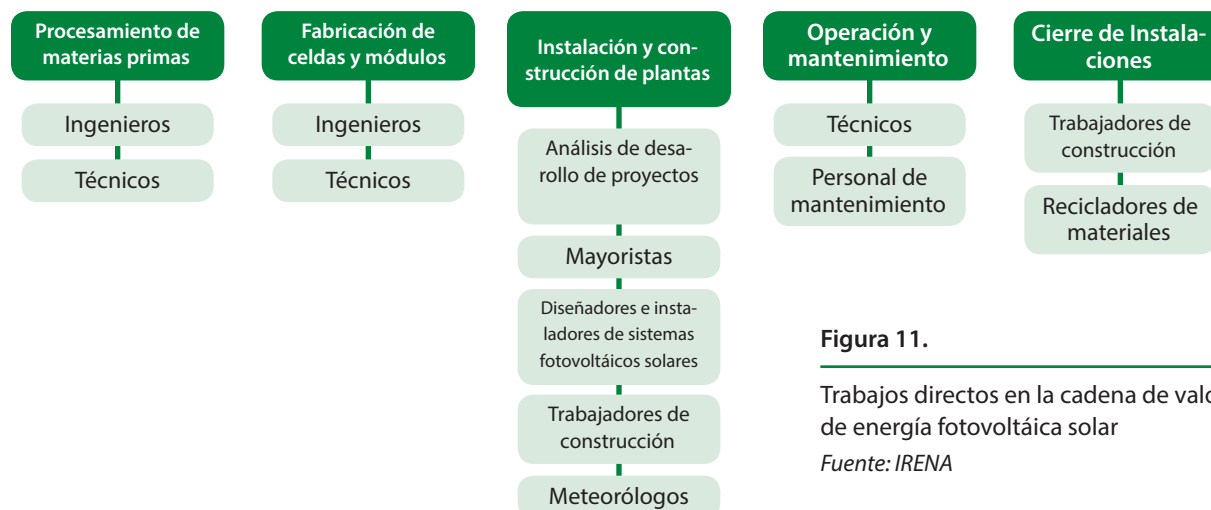 Procesamiento de
materias primas
Ingenieros
Técnicos
Fabricación de
celdas y módulos
Ingenieros
Técnicos
Instalación y con-
strucción de plantas
Análisis de desa-
rrollo de proyectos
Mayoristas
Diseñadores e insta-
ladores de sistemas
fotovoltáicos solares
Trabajadores de
construcción
Meteorólogos
Operación y
mantenimiento
Técnicos
Personal de
mantenimiento
Cierre de Instala-
ciones
Trabajadores de
construcción
Recicladores de
materiales
Figura 11.
Trabajos directos en la cadena de
de energía fotovoltáica solar
Fuente: IRENA